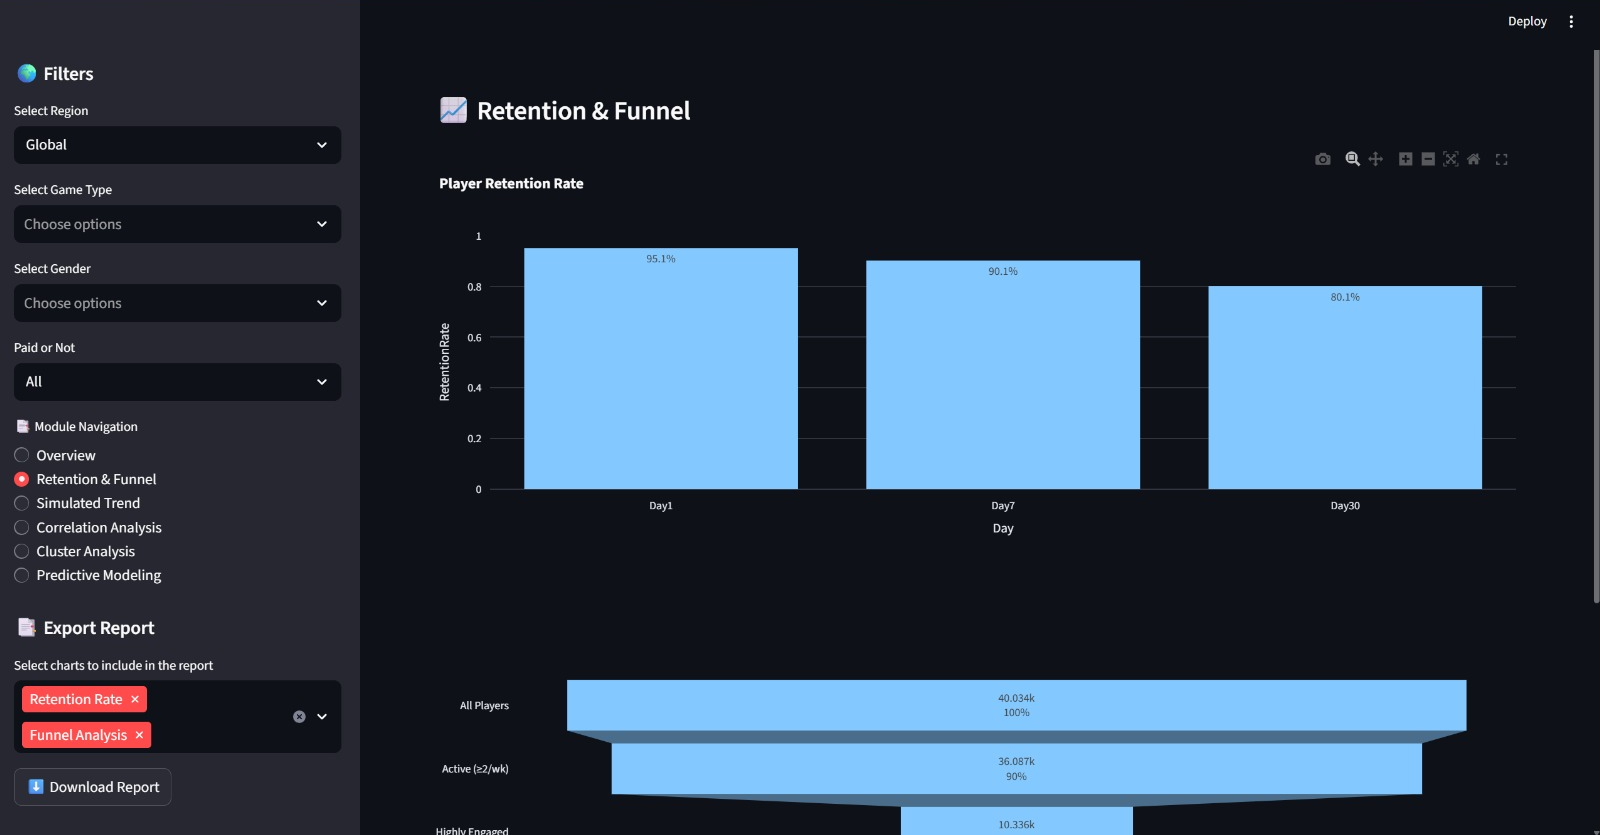 Deploy
Filters
Select Region
Global
Select Game Type
Choose options
Select Gender
Choose options
Paid or Not
All
Module Navigation
Overview
Retention & Funnel
Simulated Trend
Correlation Analysis
Cluster Analysis
Predictive Modeling
Export Report
Select charts to include in the report
Retention Rate ×
Funnel Analysis ×
Download Report
Retention & Funnel
Player Retention Rate
1
0.8
0.6
0.4
0.2
0
RetentionRate
95.1%
90.1%
80.1%
Day1
Day7
Day30
Day
All Players
40.034k
100%
Active (≥2/wk)
36.087k
90%
Highly Engaged
10.336k